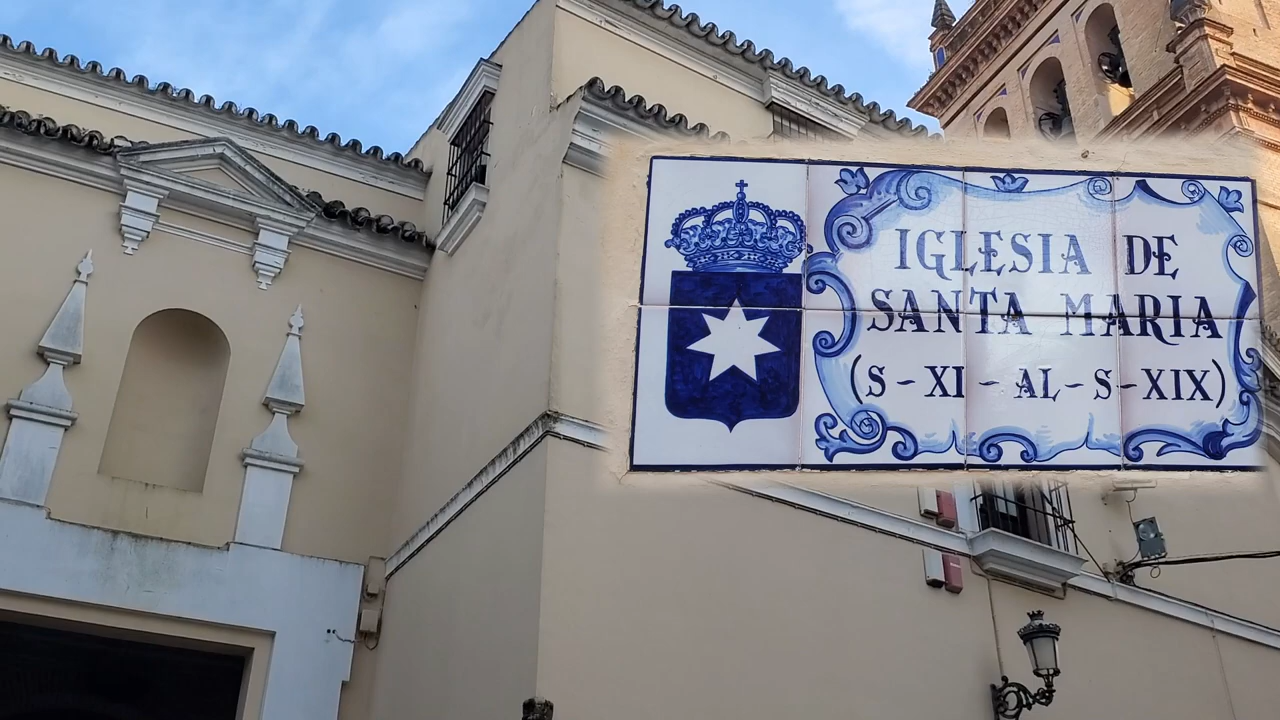 IGLESIA DE
SANTA MARIA
(S - XI - AL - S - XIX)